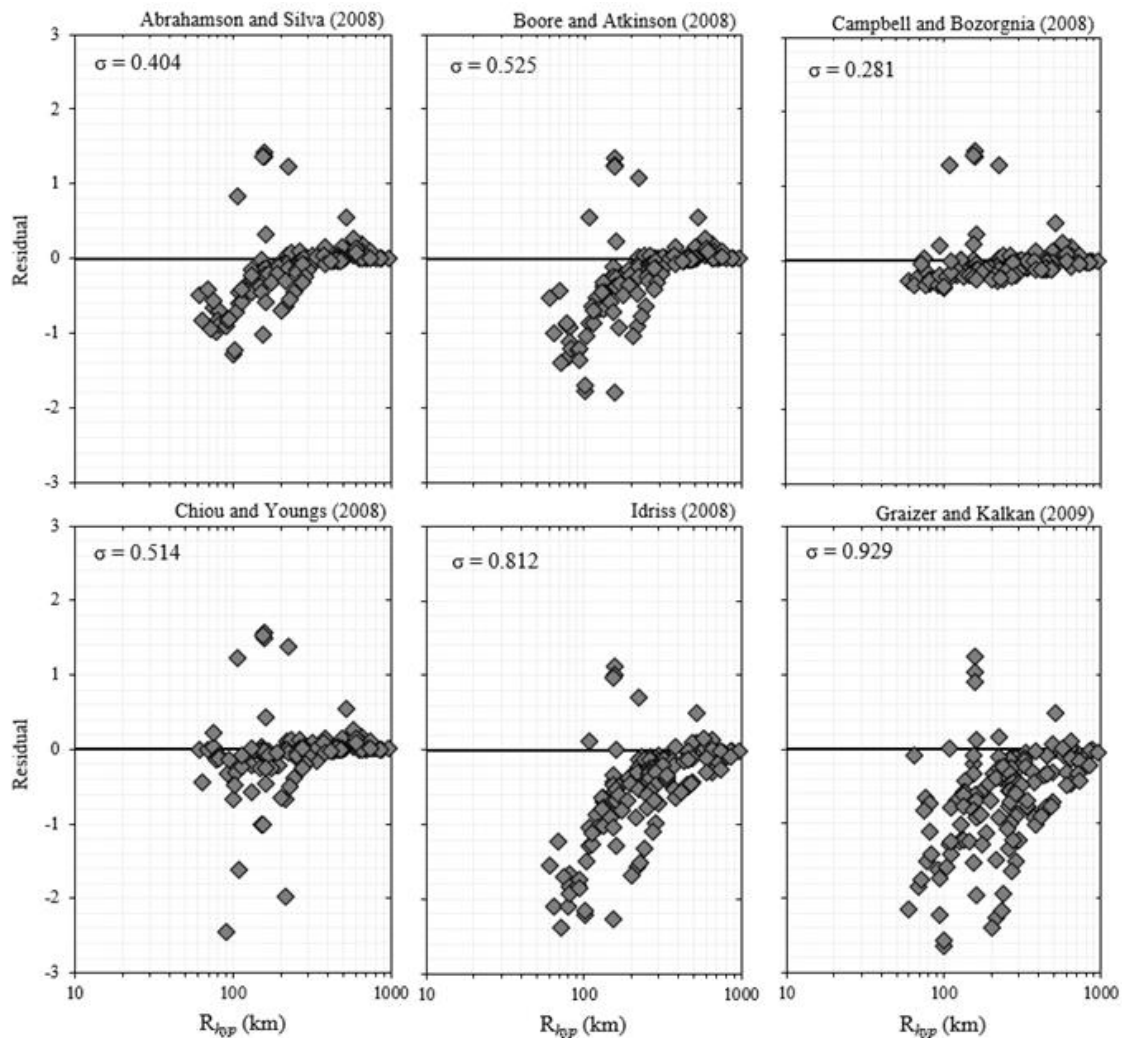 Abrahamson and Silva (2008)
Boore and Atkinson (2008)
Campbell and Bozorgnia (2008)
3
2
1
0
-1
-2
-3
Residual
σ = 0.404
σ = 0.525
σ = 0.281
Chiou and Youngs (2008)
Idriss (2008)
Graizer and Kalkan (2009)
3
2
1
0
-1
-2
-3
Residual
σ = 0.514
σ = 0.812
σ = 0.929
10 100 1000
10 100 1000
10 100 1000
Rhyp (km)
Rhyp (km)
Rhyp (km)